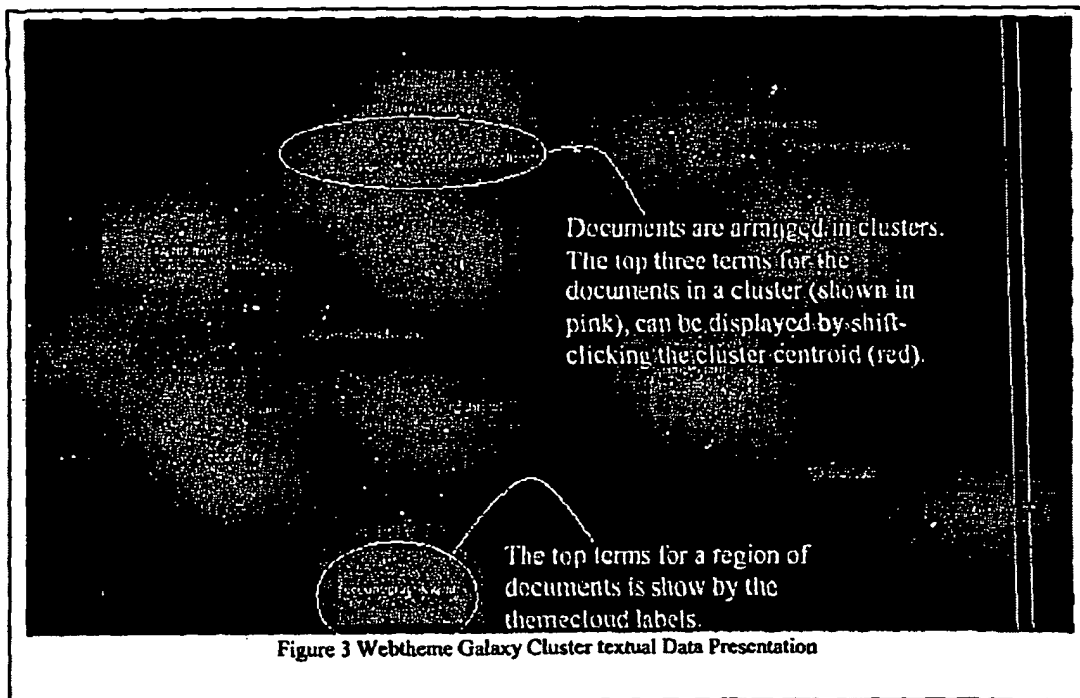 Documents are arranged in clusters.
The top three terms for the
documents in a cluster (shown in
pink), can be displayed by shift-
clicking the cluster centroid (red).
The top terms for a region of
documents is show by the
themecloud labels.
Figure 3 Webtheme Galaxy Cluster textual Data Presentation